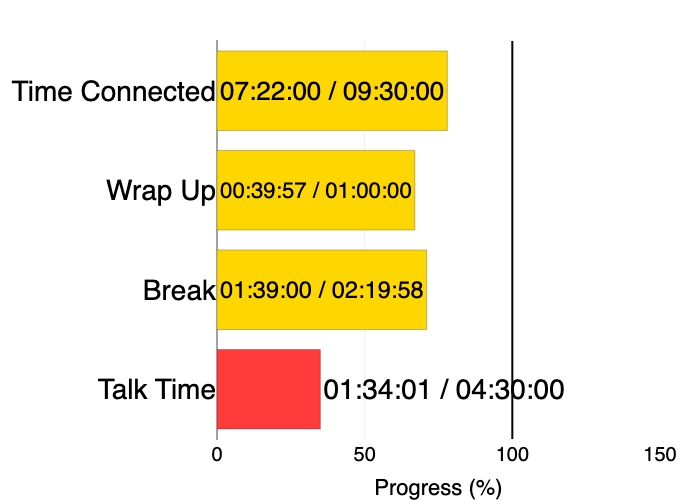 Time Connected 07:22:00 / 09:30:00
Wrap Up 00:39:57 / 01:00:00
Break 01:39:00 / 02:19:58
Talk Time 01:34:01 / 04:30:00
0 50 100 150
Progress (%)